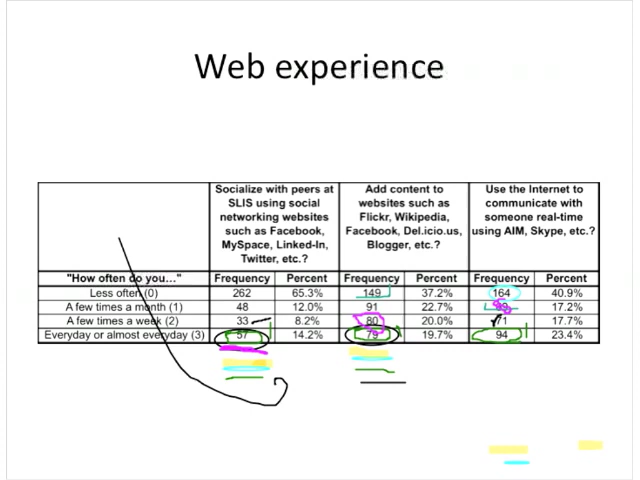 Web experience
Socialize with peers at SLIS using social networking websites such as Facebook, MySpace, Linked-In, Twitter, etc.?
Add content to websites such as Flickr, Wikipedia, Facebook, Del.icio.us, Blogger, etc.?
Use the Internet to communicate with someone real-time using AIM, Skype, etc.?
"How often do you..." Frequency Percent Frequency Percent Frequency Percent
Less often (0) 262 65.3% 149 37.2% 164 40.9%
A few times a month (1) 48 12.0% 91 22.7% 17.2%
A few times a week (2) 33 8.2% 80 20.0% 71 17.7%
Everyday or almost everyday (3) 57 14.2% 79 19.7% 94 23.4%